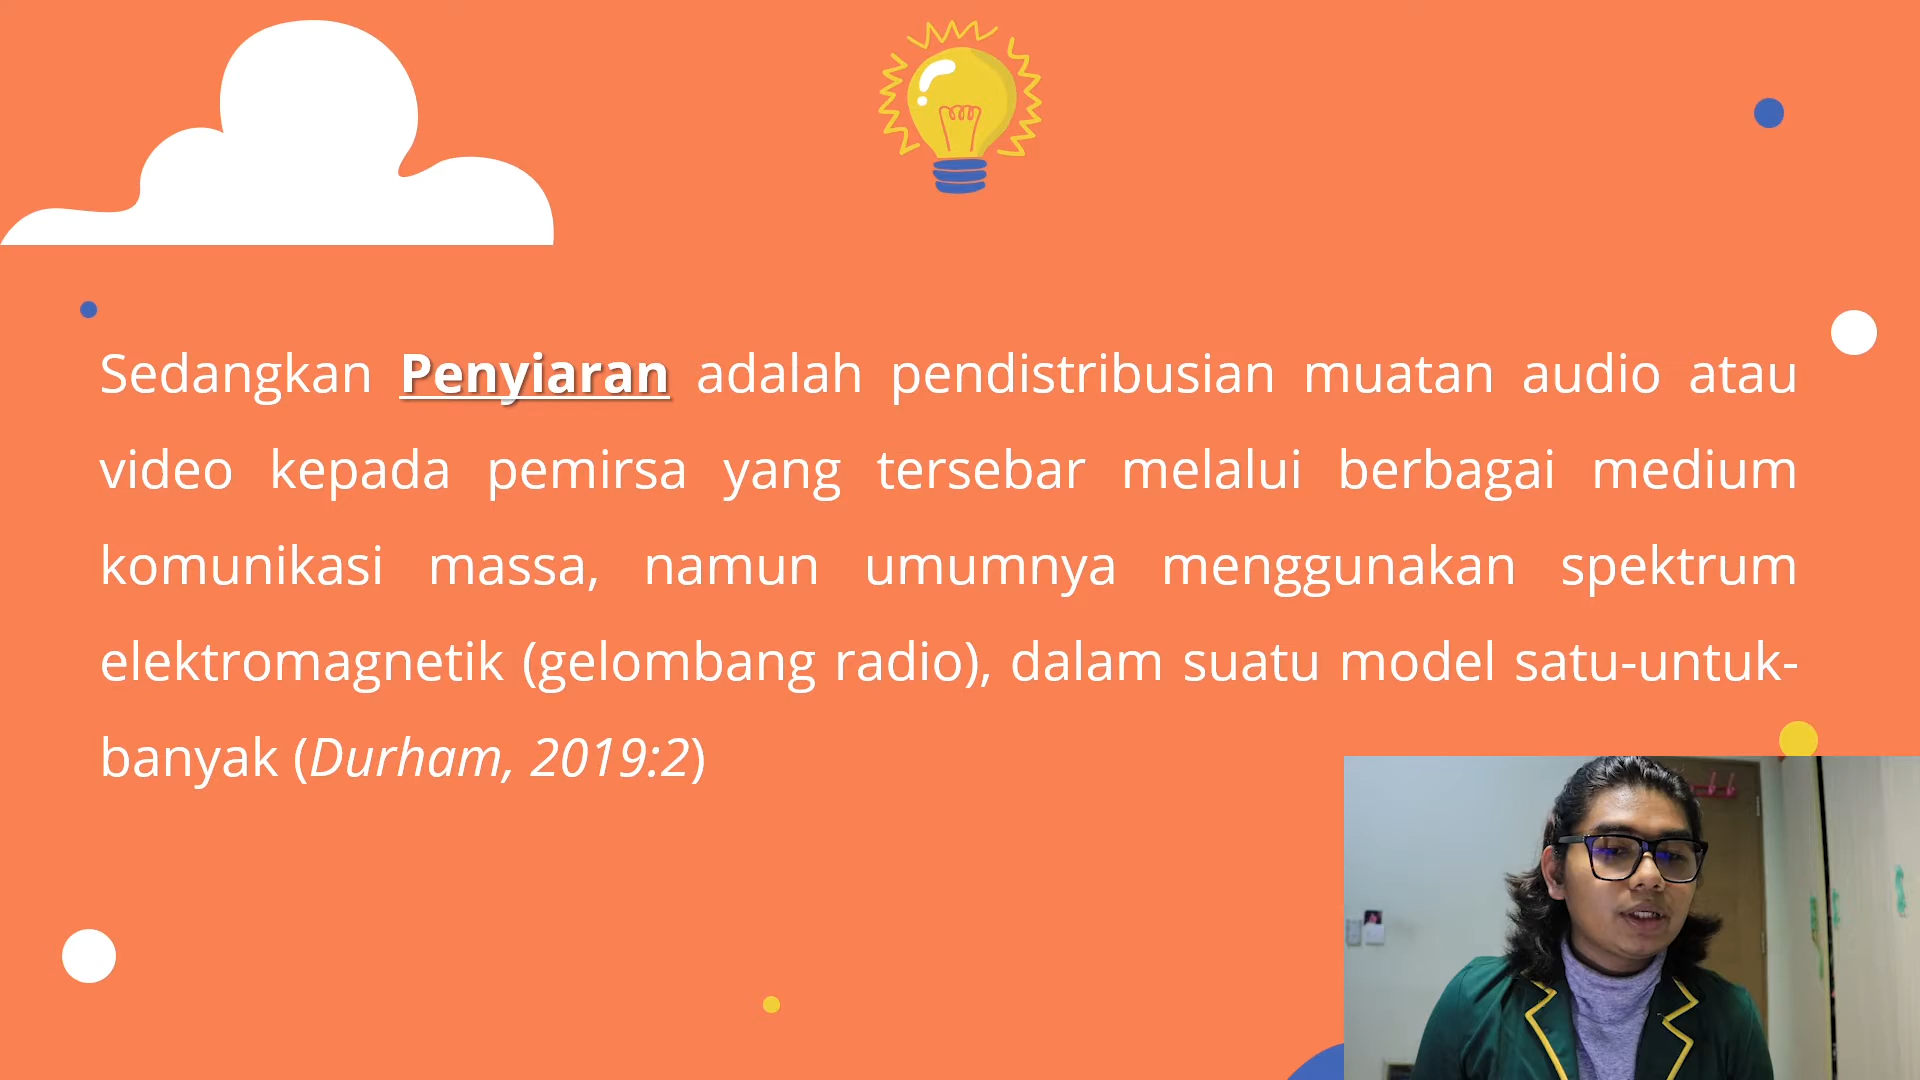 Sedangkan Penyiaran adalah pendistribusian muatan audio atau
video kepada pemirsa yang tersebar melalui berbagai medium
komunikasi massa, namun umumnya menggunakan spektrum
elektromagnetik (gelombang radio), dalam suatu model satu-untuk-
banyak (Durham, 2019:2)